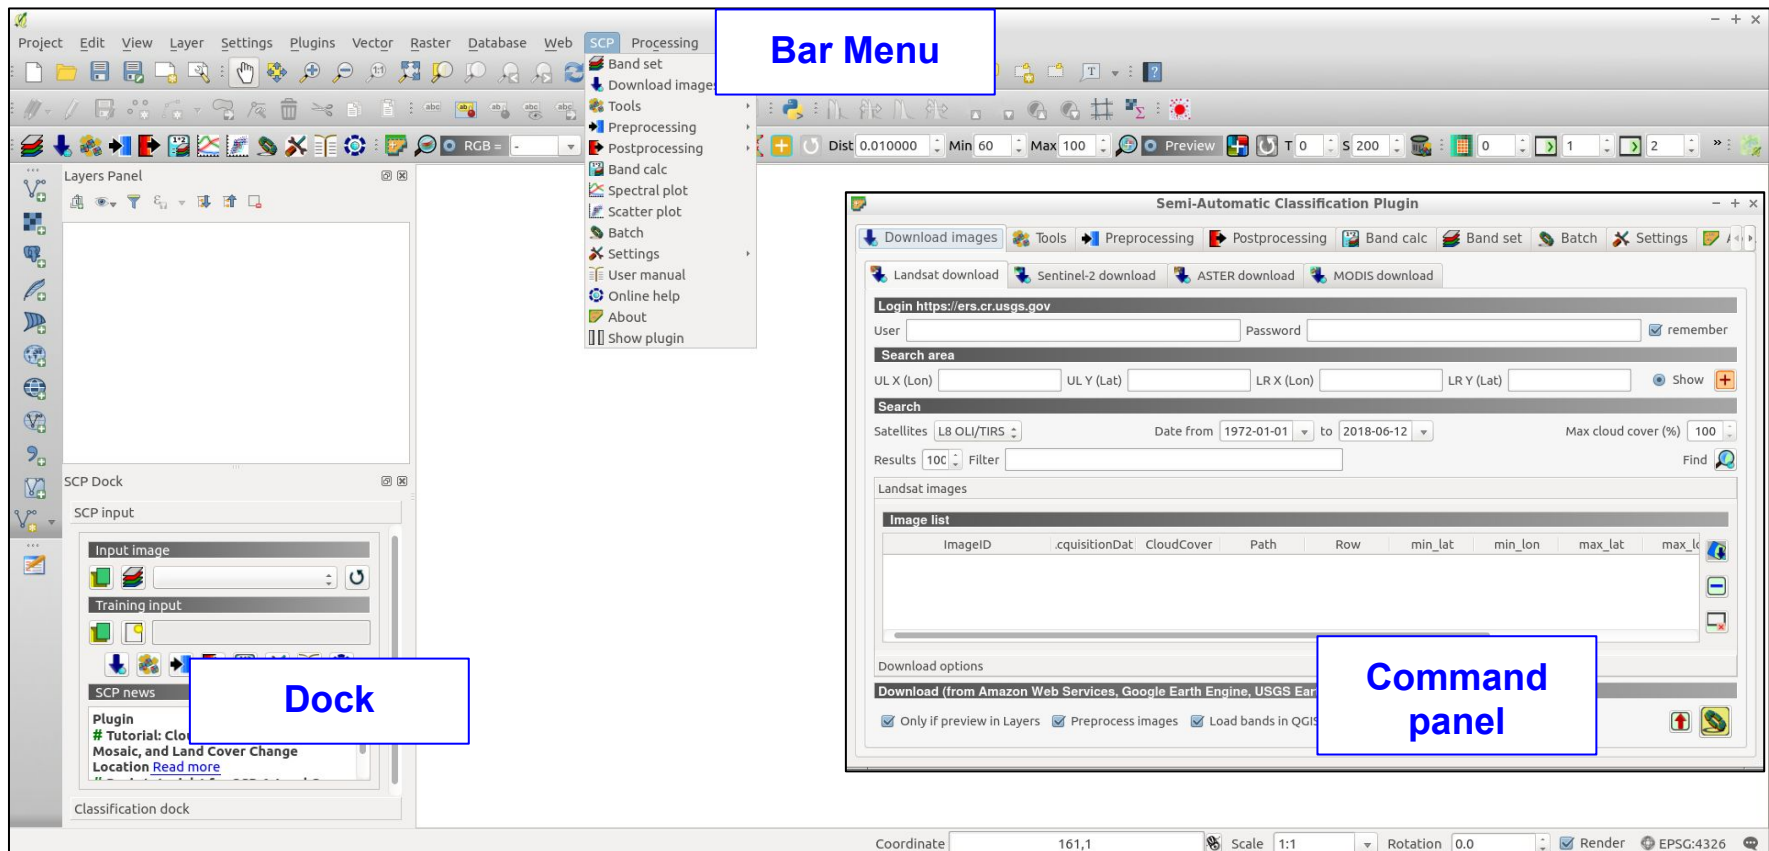 Bar Menu
Project Edit View Layer Settings Plugins Vector Raster Database Web SCP Processing
Band set
Download images
Tools
Preprocessing
Postprocessing
Band calc
Spectral plot
Scatter plot
Batch
Settings
User manual
Online help
About
Show plugin
RGB = -
Dist 0.010000 Min 60 Max 100 Preview T 0 S 200 0 1 2 »
Layers Panel
SCP Dock
SCP input
Input image
Training input
SCP news
Plugin
# Tutorial: Clou
Mosaic, and Land Cover Change
Location Read more
Classification dock
Dock
Semi-Automatic Classification Plugin
Download images Tools Preprocessing Postprocessing Band calc Band set Batch Settings
Landsat download Sentinel-2 download ASTER download MODIS download
Login https://ers.cr.usgs.gov
User Password remember
Search area
UL X (Lon) UL Y (Lat) LR X (Lon) LR Y (Lat) Show
Search
Satellites L8 OLI/TIRS Date from 1972-01-01 to 2018-06-12 Max cloud cover (%) 100
Results 100 Filter Find
Landsat images
Image list
ImageID .cquisitionDat CloudCover Path Row min_lat min_lon max_lat max_lo
Download options
Download (from Amazon Web Services, Google Earth Engine, USGS Ear
Only if preview in Layers Preprocess images Load bands in QGIS
Command
panel
Coordinate 161,1 Scale 1:1 Rotation 0.0 Render EPSG:4326